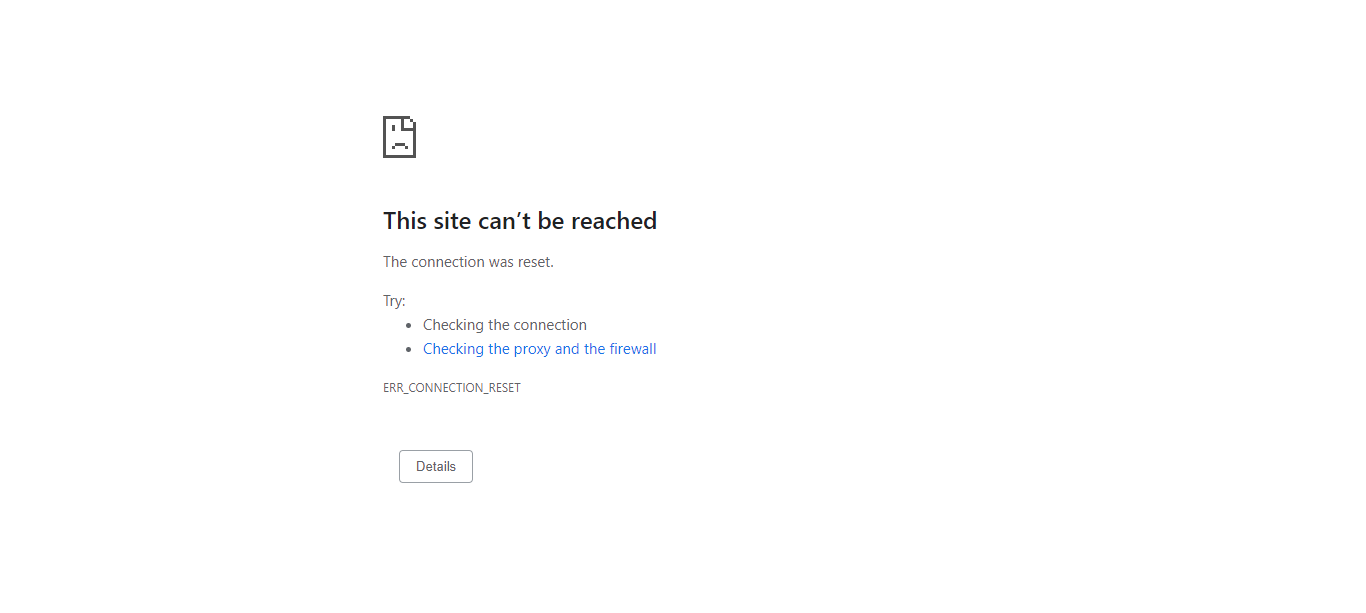 This site can’t be reached
The connection was reset.
Try:
Checking the connection
Checking the proxy and the firewall
ERR_CONNECTION_RESET
Details